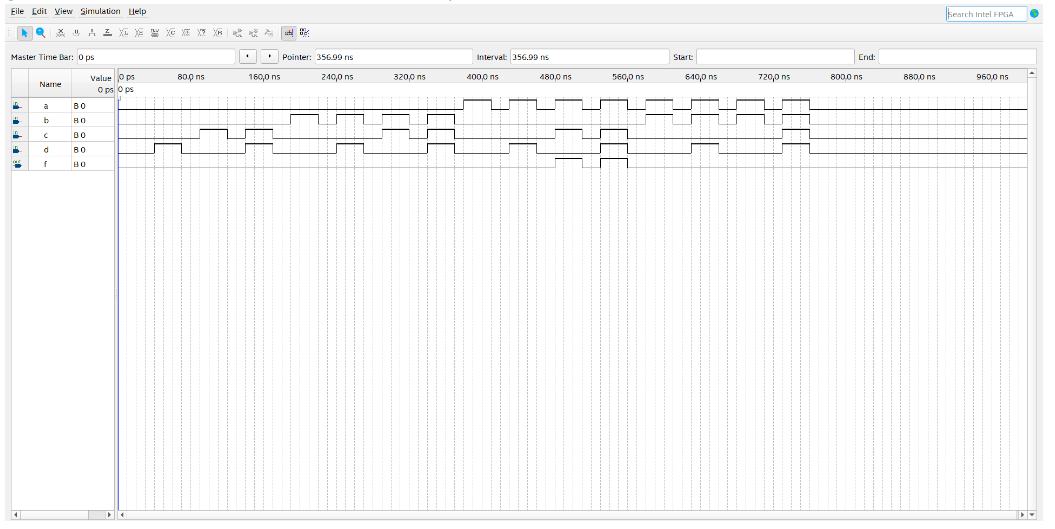 File Edit View Simulation Help
Search Intel FPGA
Master Time Bar: 0 ps Pointer: 356.99 ns Interval: 356.99 ns Start: End:
Name Value 0 ps
0 ps 80,0 ns 160,0 ns 240,0 ns 320,0 ns 400,0 ns 480,0 ns 560,0 ns 640,0 ns 720,0 ns 800,0 ns 880,0 ns 960,0 ns
0 ps
a B 0
b B 0
c B 0
d B 0
f B 0